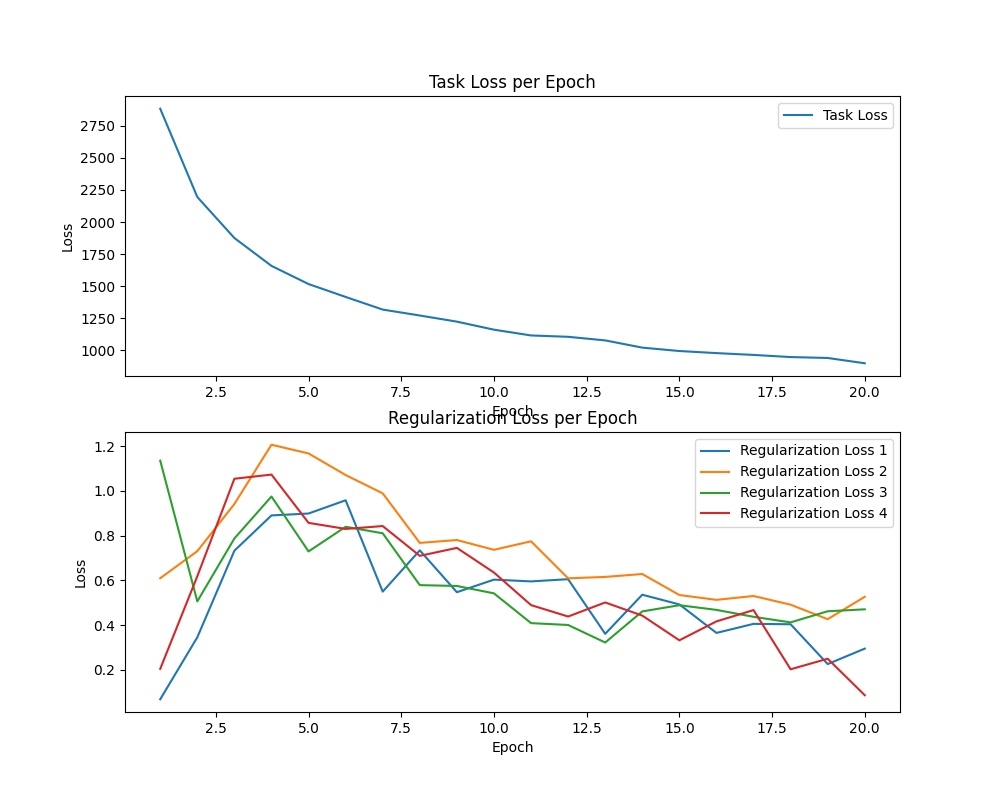 Task Loss per Epoch
Task Loss
Loss
2750
2500
2250
2000
1750
1500
1250
1000
2.5 5.0 7.5 10.0 12.5 15.0 17.5 20.0
Epoch
Regularization Loss per Epoch
Regularization Loss 1
Regularization Loss 2
Regularization Loss 3
Regularization Loss 4
Loss
1.2
1.0
0.8
0.6
0.4
0.2
2.5 5.0 7.5 10.0 12.5 15.0 17.5 20.0
Epoch